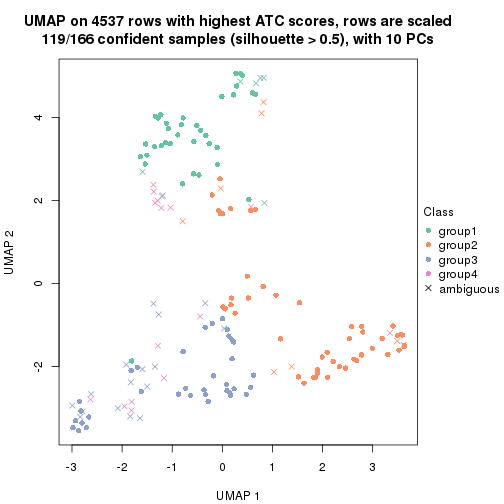 UMAP on 4537 rows with highest ATC scores, rows are scaled
119/166 confident samples (silhouette > 0.5), with 10 PCs
4
2
0
-2
UMAP 2
-3
-2
-1
0
1
2
3
UMAP 1
Class
group1
group2
group3
group4
ambiguous